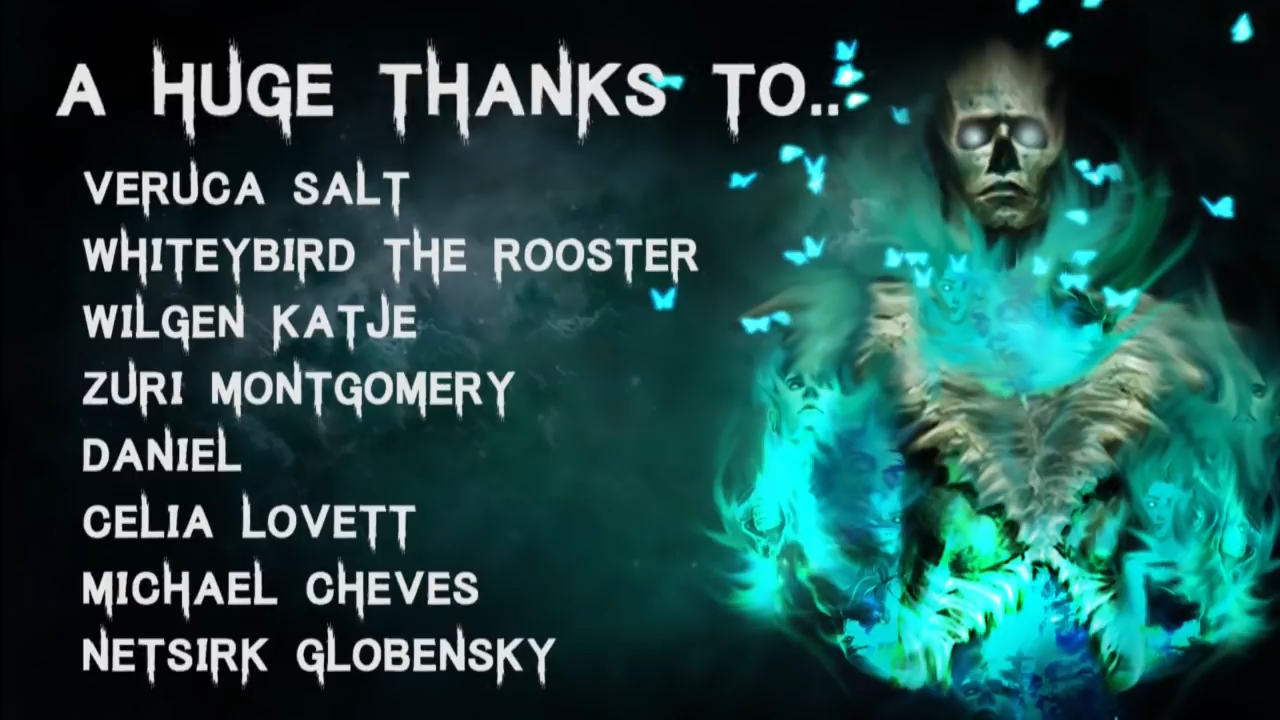 A HUGE THANKS TO..
VERUCA SALT
WHITEYBIRD THE ROOSTER
WILGEN KATJE
ZURI MONTGOMERY
DANIEL
CELIA LOVETT
MICHAEL CHEVES
NETSIRK GLOBENSKY